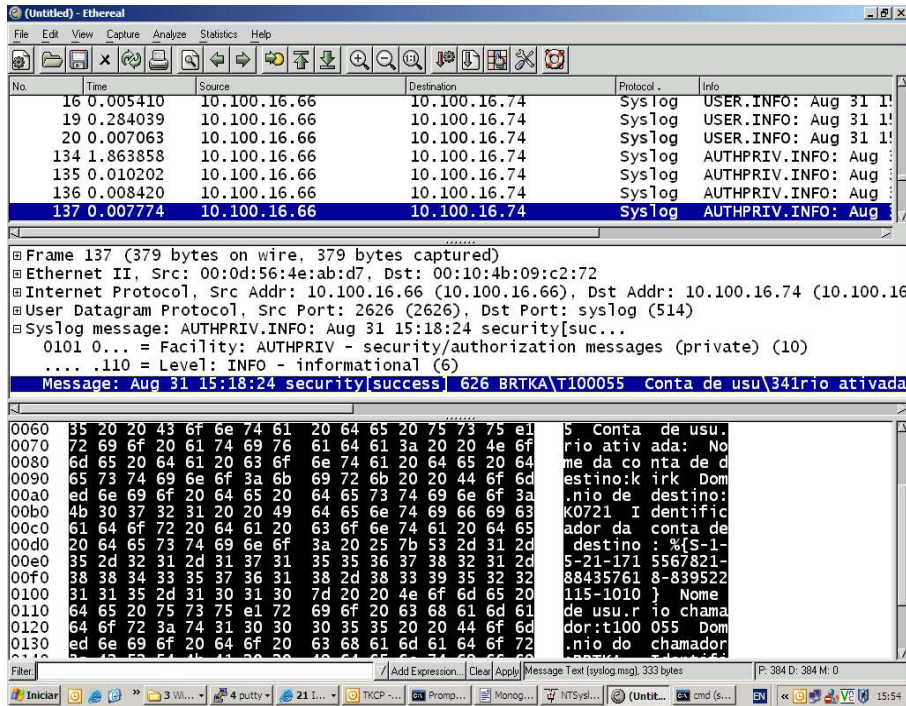 (Untitled) - Ethereal
File Edit View Capture Analyze Statistics Help
No. Time Source Destination Protocol . Info
16 0.005410 10.100.16.66 10.100.16.74 Syslog USER.INFO: Aug 31
19 0.284039 10.100.16.66 10.100.16.74 Syslog USER.INFO: Aug 31
20 0.007063 10.100.16.66 10.100.16.74 Syslog USER.INFO: Aug 31
134 1.863858 10.100.16.66 10.100.16.74 Syslog AUTHPRIV.INFO: Aug
135 0.010202 10.100.16.66 10.100.16.74 Syslog AUTHPRIV.INFO: Aug
136 0.008420 10.100.16.66 10.100.16.74 Syslog AUTHPRIV.INFO: Aug
137 0.007774 10.100.16.66 10.100.16.74 Syslog AUTHPRIV.INFO: Aug
Frame 137 (379 bytes on wire, 379 bytes captured)
Ethernet II, Src: 00:0d:56:4e:ab:d7, Dst: 00:10:4b:09:c2:72
Internet Protocol, Src Addr: 10.100.16.66 (10.100.16.66), Dst Addr: 10.100.16.74 (10.100.16
User Datagram Protocol, Src Port: 2626 (2626), Dst Port: syslog (514)
Syslog message: AUTHPRIV.INFO: Aug 31 15:18:24 security[suc...
0101 0... = Facility: AUTHPRIV - security/authorization messages (private) (10)
.... .110 = Level: INFO - informational (6)
Message: Aug 31 15:18:24 security[success] 626 BRTKA\T100055 Conta de usu\341rio ativada
0060 35 20 20 43 6f 6e 74 61 20 64 65 20 75 73 75 e1 5 Conta de usu.
0070 72 69 6f 20 61 74 69 76 61 64 61 3a 20 20 4e 6f rio ativ ada: No
0080 6d 65 20 64 61 20 63 6f 6e 74 61 20 64 65 20 64 me da co nta de d
0090 65 73 74 69 6e 6f 3a 6b 69 72 6b 20 20 44 6f 6d estino:k irk Dom
00a0 ed 6e 69 6f 20 64 65 20 64 65 73 74 69 6e 6f 3a .nio de destino:
00b0 4b 30 37 32 31 20 20 49 64 65 6e 74 69 66 69 63 K0721 I dentific
00c0 61 64 6f 72 20 64 61 20 63 6f 6e 74 61 20 64 65 ador da conta de
00d0 20 64 65 73 74 69 6e 6f 3a 20 25 7b 53 2d 31 2d destino : %{S-1-
00e0 35 2d 32 31 2d 31 37 31 35 35 36 37 38 32 31 2d 5-21-171 5567821-
00f0 38 38 34 33 35 37 36 31 38 2d 38 33 39 35 32 32 88435761 8-839522
0100 31 31 35 2d 31 30 31 30 7d 20 20 4e 6f 6d 65 20 115-1010 } Nome
0110 64 65 20 75 73 75 e1 72 69 6f 20 63 68 61 6d 61 de usu.r io chama
0120 64 6f 72 3a 74 31 30 30 30 35 35 20 20 44 6f 6d dor:t100 055 Dom
0130 ed 6e 69 6f 20 64 6f 20 63 68 61 6d 61 64 6f 72 .nio do chamador
Filter: Add Expression... Clear Apply Message Text (syslog.msg), 333 bytes P: 384 D: 384 M: 0
Iniciar 3 Wi... 4 putty 21 I... TKCP -... Promp... Monog... NTSysl... (Untit... cmd (s... EN 15:54